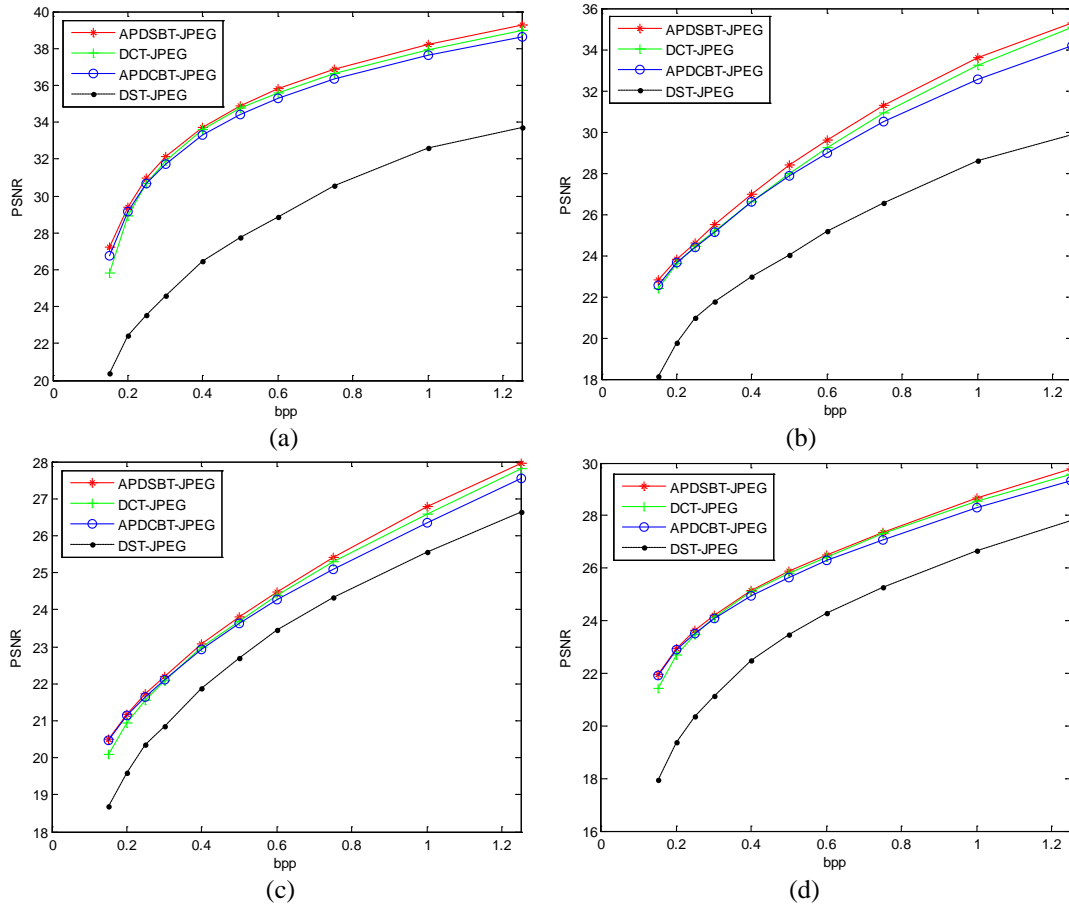 40
38
36
34
32
30
28
26
24
22
20
PSNR
APDSBT-JPEG
DCT-JPEG
APDCBT-JPEG
DST-JPEG
0 0.2 0.4 0.6 0.8 1 1.2
bpp
(a)
36
34
32
30
28
26
24
22
20
18
PSNR
APDSBT-JPEG
DCT-JPEG
APDCBT-JPEG
DST-JPEG
0 0.2 0.4 0.6 0.8 1 1.2
bpp
(b)
28
27
26
25
24
23
22
21
20
19
18
PSNR
APDSBT-JPEG
DCT-JPEG
APDCBT-JPEG
DST-JPEG
0 0.2 0.4 0.6 0.8 1 1.2
bpp
(c)
30
28
26
24
22
20
18
16
PSNR
APDSBT-JPEG
DCT-JPEG
APDCBT-JPEG
DST-JPEG
0 0.2 0.4 0.6 0.8 1 1.2
bpp
(d)